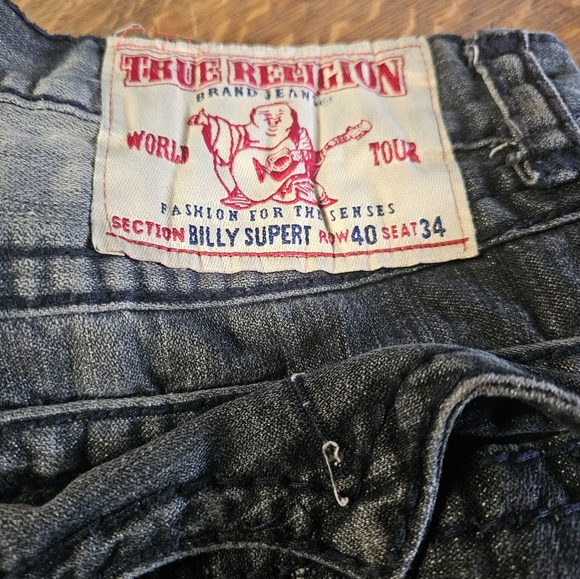 TRUE RELIGION
BRAND JEANS
WORLD TOUR
FASHION FOR THE SENSES
SECTION BILLY SUPERT ROW 40 SEAT 34